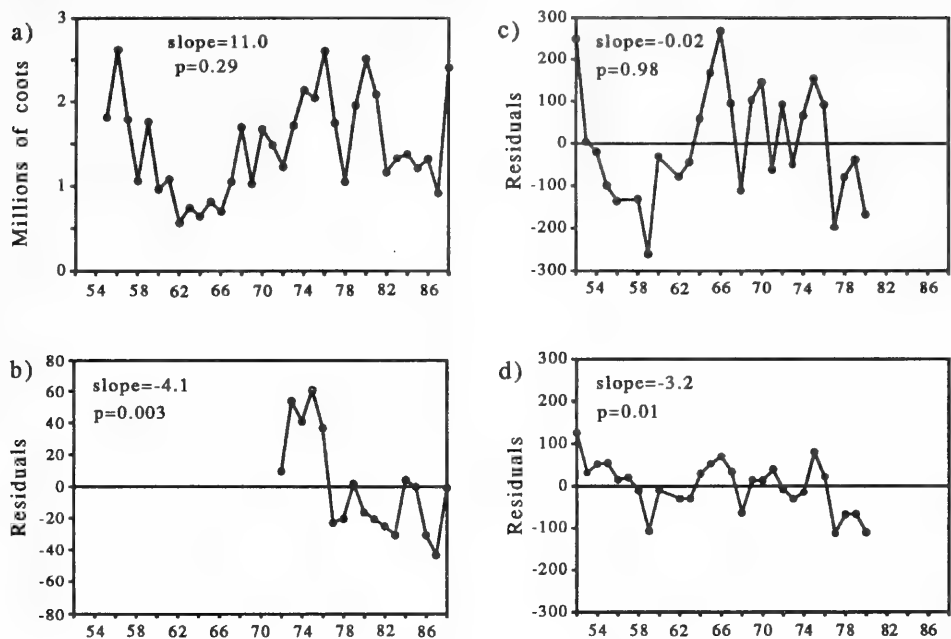 a)
Millions of coots
3
2
1
0
slope=11.0
p=0.29
54 58 62 66 70 74 78 82 86
c)
Residuals
300
200
100
0
-100
-200
-300
slope=-0.02
p=0.98
54 58 62 66 70 74 78 82 86
b)
Residuals
80
60
40
20
0
-20
-40
-60
-80
slope=-4.1
p=0.003
54 58 62 66 70 74 78 82 86
d)
Residuals
300
200
100
0
-100
-200
-300
slope=-3.2
p=0.01
54 58 62 66 70 74 78 82 86